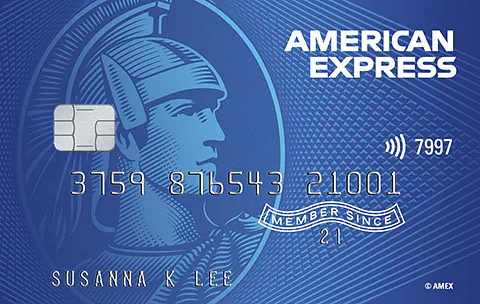 AMERICAN
EXPRESS
7997
3759 876543 21001
MEMBER SINCE
21
SUSANNA K LEE
© AMEX